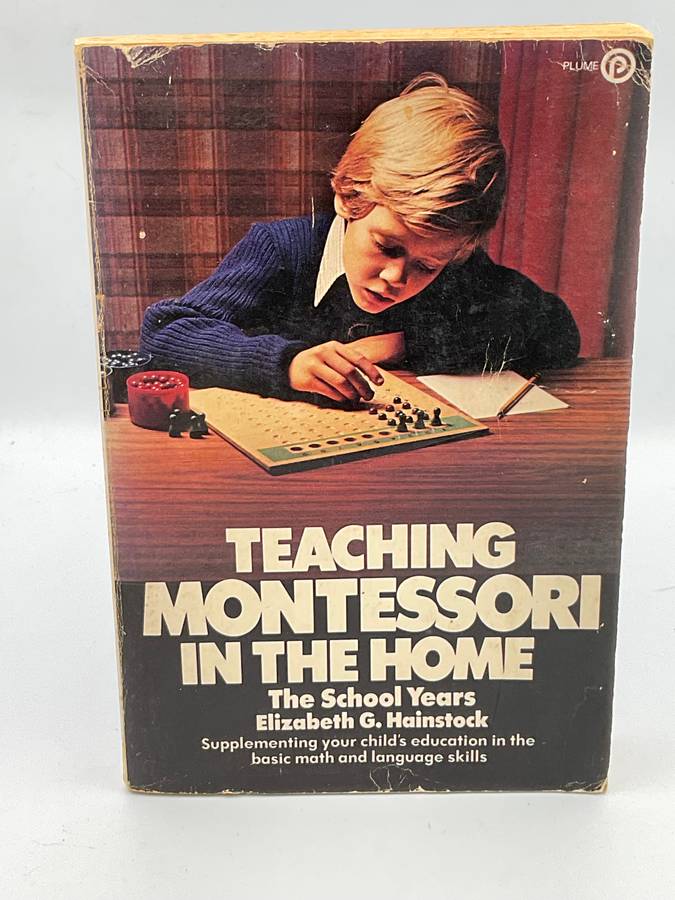 PLUME
TEACHING
MONTESSORI
IN THE HOME
The School Years
Elizabeth G. Hainstock
Supplementing your child's education in the
basic math and language skills